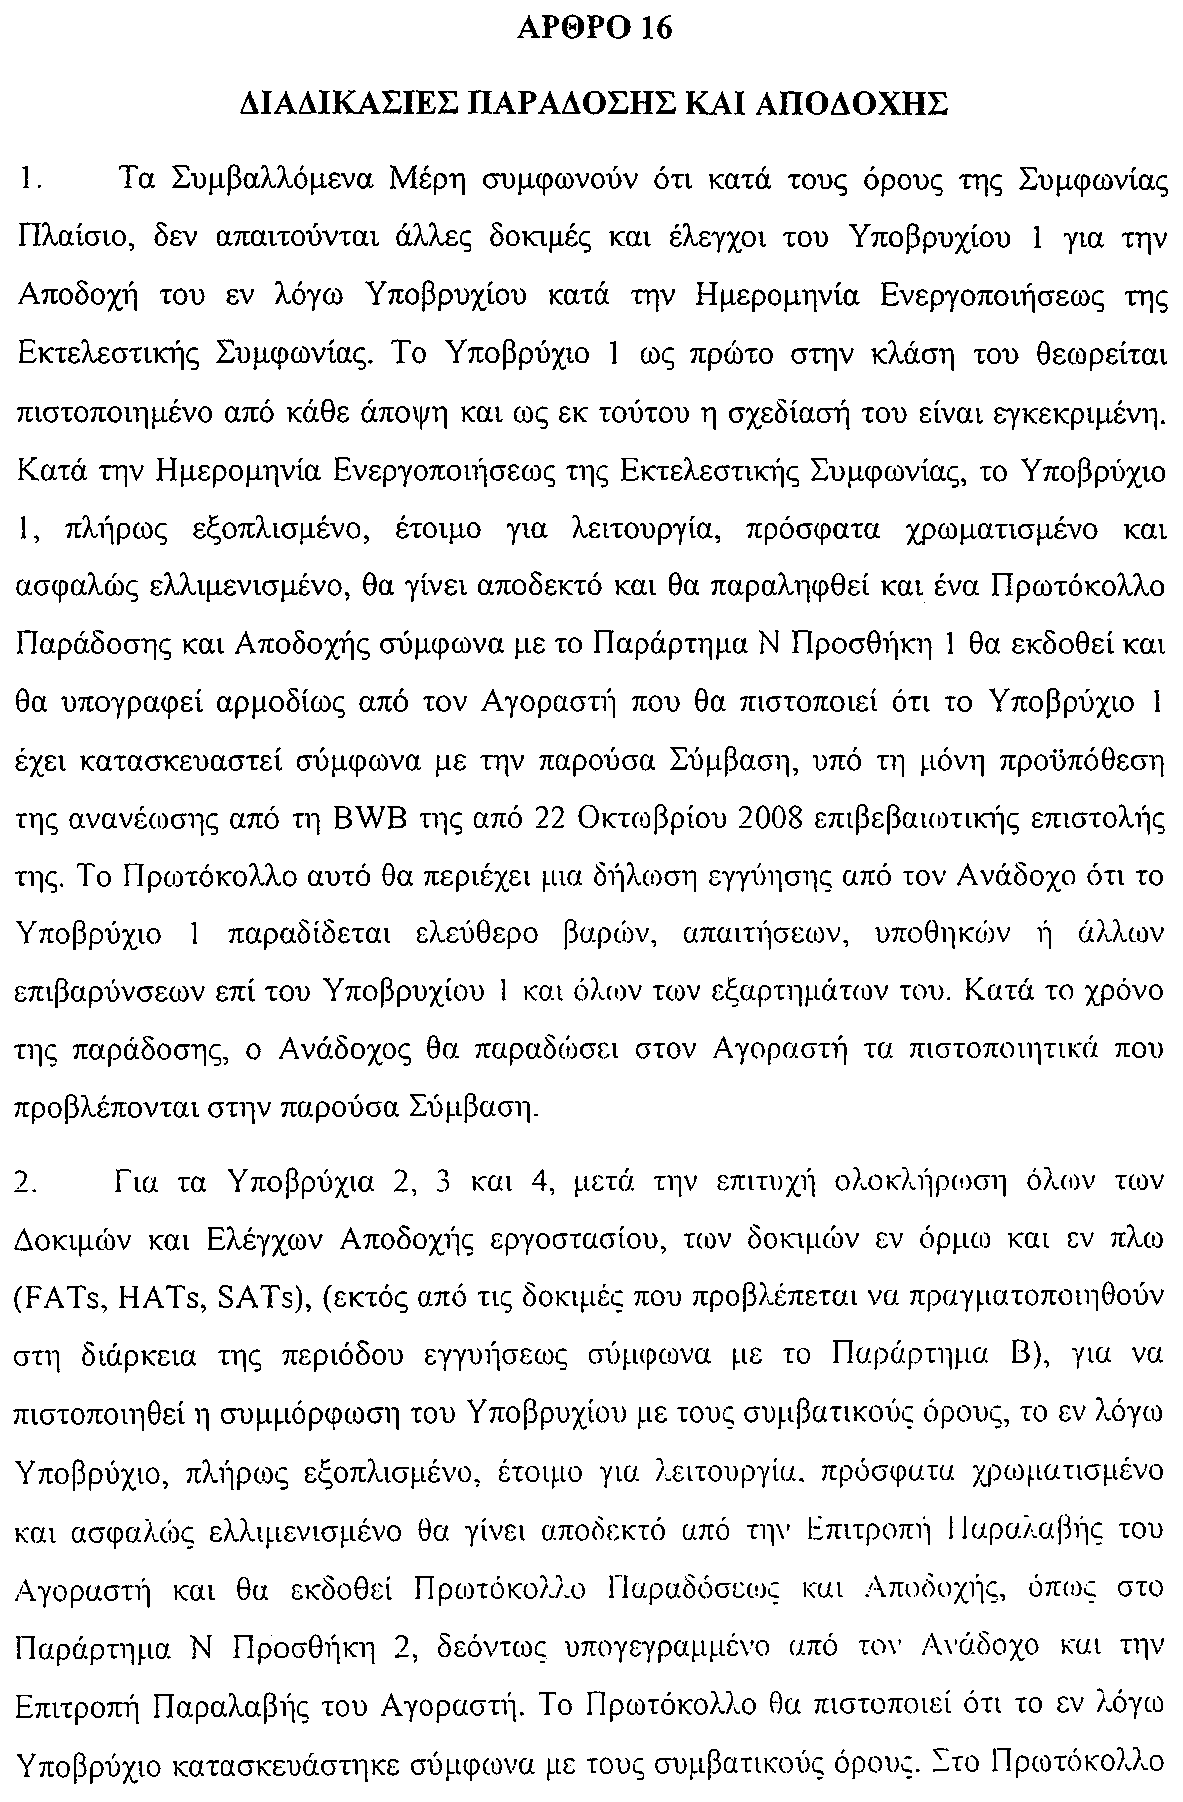 ΑΡΘΡΟ 16
ΔΙΑΔΙΚΑΣΙΕΣ ΠΑΡΑΔΟΣΗΣ ΚΑΙ ΑΠΟΔΟΧΗΣ
1. Τα Συμβαλλόμενα Μέρη συμφωνούν ότι κατά τους όρους της Συμφωνίας
Πλαίσιο, δεν απαιτούνται άλλες δοκιμές και έλεγχοι του Υποβρυχίου 1 για την
Αποδοχή του εν λόγω Υποβρυχίου κατά την Ημερομηνία Ενεργοποιήσεως της
Εκτελεστικής Συμφωνίας. Το Υποβρύχιο 1 ως πρώτο στην κλάση του θεωρείται
πιστοποιημένο από κάθε άποψη και ως εκ τούτου η σχεδίασή του είναι εγκεκριμένη.
Κατά την Ημερομηνία Ενεργοποιήσεως της Εκτελεστικής Συμφωνίας, το Υποβρύχιο
1, πλήρως εξοπλισμένο, έτοιμο για λειτουργία, πρόσφατα χρωματισμένο και
ασφαλώς ελλιμενισμένο, θα γίνει αποδεκτό και θα παραληφθεί και ένα Πρωτόκολλο
Παράδοσης και Αποδοχής σύμφωνα με το Παράρτημα Ν Προσθήκη 1 θα εκδοθεί και
θα υπογραφεί αρμοδίως από τον Αγοραστή που θα πιστοποιεί ότι το Υποβρύχιο 1
έχει κατασκευαστεί σύμφωνα με την παρούσα Σύμβαση, υπό τη μόνη προϋπόθεση
της ανανέωσης από τη BWB της από 22 Οκτωβρίου 2008 επιβεβαιωτικής επιστολής
της. Το Πρωτόκολλο αυτό θα περιέχει μια δήλωση εγγύησης από τον Ανάδοχο ότι το
Υποβρύχιο 1 παραδίδεται ελεύθερο βαρών, απαιτήσεων, υποθηκών ή άλλων
επιβαρύνσεων επί του Υποβρυχίου 1 και όλων των εξαρτημάτων του. Κατά το χρόνο
της παράδοσης, ο Ανάδοχος θα παραδώσει στον Αγοραστή τα πιστοποιητικά που
προβλέπονται στην παρούσα Σύμβαση.
2. Για τα Υποβρύχια 2, 3 και 4, μετά την επιτυχή ολοκλήρωση όλων των
Δοκιμών και Ελέγχων Αποδοχής εργοστασίου, των δοκιμών εν όρμω και εν πλω
(FATs, HATs, SATs), (εκτός από τις δοκιμές που προβλέπεται να πραγματοποιηθούν
στη διάρκεια της περιόδου εγγυήσεως σύμφωνα με το Παράρτημα Β), για να
πιστοποιηθεί η συμμόρφωση του Υποβρυχίου με τους συμβατικούς όρους, το εν λόγω
Υποβρύχιο, πλήρως εξοπλισμένο, έτοιμο για λειτουργία, πρόσφατα χρωματισμένο
και ασφαλώς ελλιμενισμένο θα γίνει αποδεκτό από την Επιτροπή Παραλαβής του
Αγοραστή και θα εκδοθεί Πρωτόκολλο Παραδόσεως και Αποδοχής, όπως στο
Παράρτημα Ν Προσθήκη 2, δεόντως υπογεγραμμένο από τον Ανάδοχο και την
Επιτροπή Παραλαβής του Αγοραστή. Το Πρωτόκολλο θα πιστοποιεί ότι το εν λόγω
Υποβρύχιο κατασκευάστηκε σύμφωνα με τους συμβατικούς όρους. Στο Πρωτόκολλο